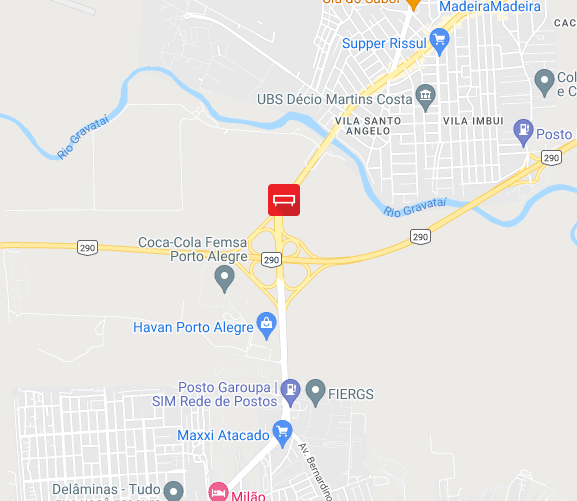 MadeiraMadeira
Supper Rissul
CAC
UBS Décio Martins Costa
VILA SANTO
ANGELO
VILA IMBUI
Posto
290
Rio Gravataí
Rio Gravataí
290
290
Coca-Cola Femsa
Porto Alegre
290
Havan Porto Alegre
Posto Garoupa |
SIM Rede de Postos
FIERGS
Maxxi Atacado
Av. Bernardino
Delâminas - Tudo
Milão